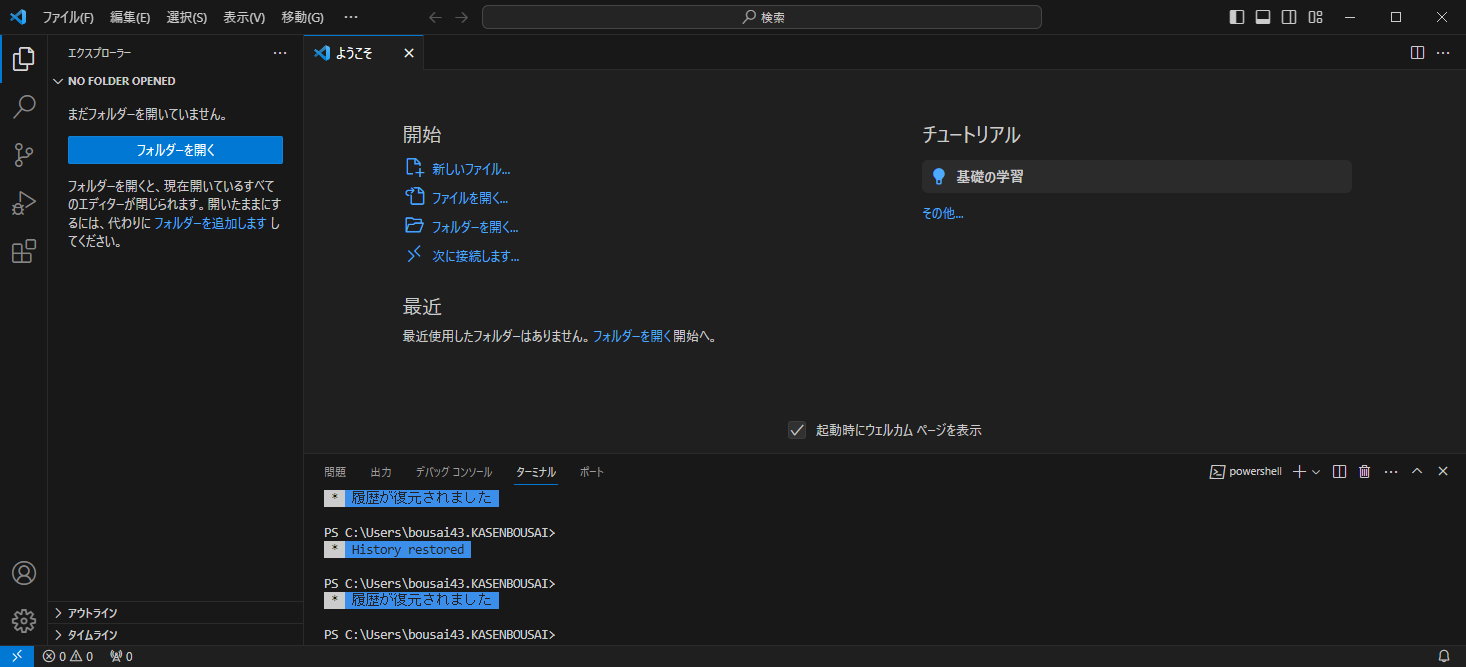 ファイル(F) 編集(E) 選択(S) 表示(V) 移動(G) ··· 検索
エクスプローラー ···
NO FOLDER OPENED
まだフォルダーを開いていません。
フォルダーを開く
フォルダーを開くと、現在開いているすべて
のエディターが閉じられます。開いたままにす
るには、代わりに フォルダーを追加します し
てください。
アウトライン
タイムライン
ようこそ
開始
新しいファイル...
ファイルを開く...
フォルダーを開く...
次に接続します...
最近
最近使用したフォルダーはありません。フォルダーを開く 開始へ。
チュートリアル
基礎の学習
その他...
起動時にウェルカム ページを表示
問題 出力 デバッグ コンソール ターミナル ポート powershell
* 履歴が復元されました
PS C:\Users\bousai43.KASENBOUSAI>
* History restored
PS C:\Users\bousai43.KASENBOUSAI>
* 履歴が復元されました
PS C:\Users\bousai43.KASENBOUSAI>
0 0 0